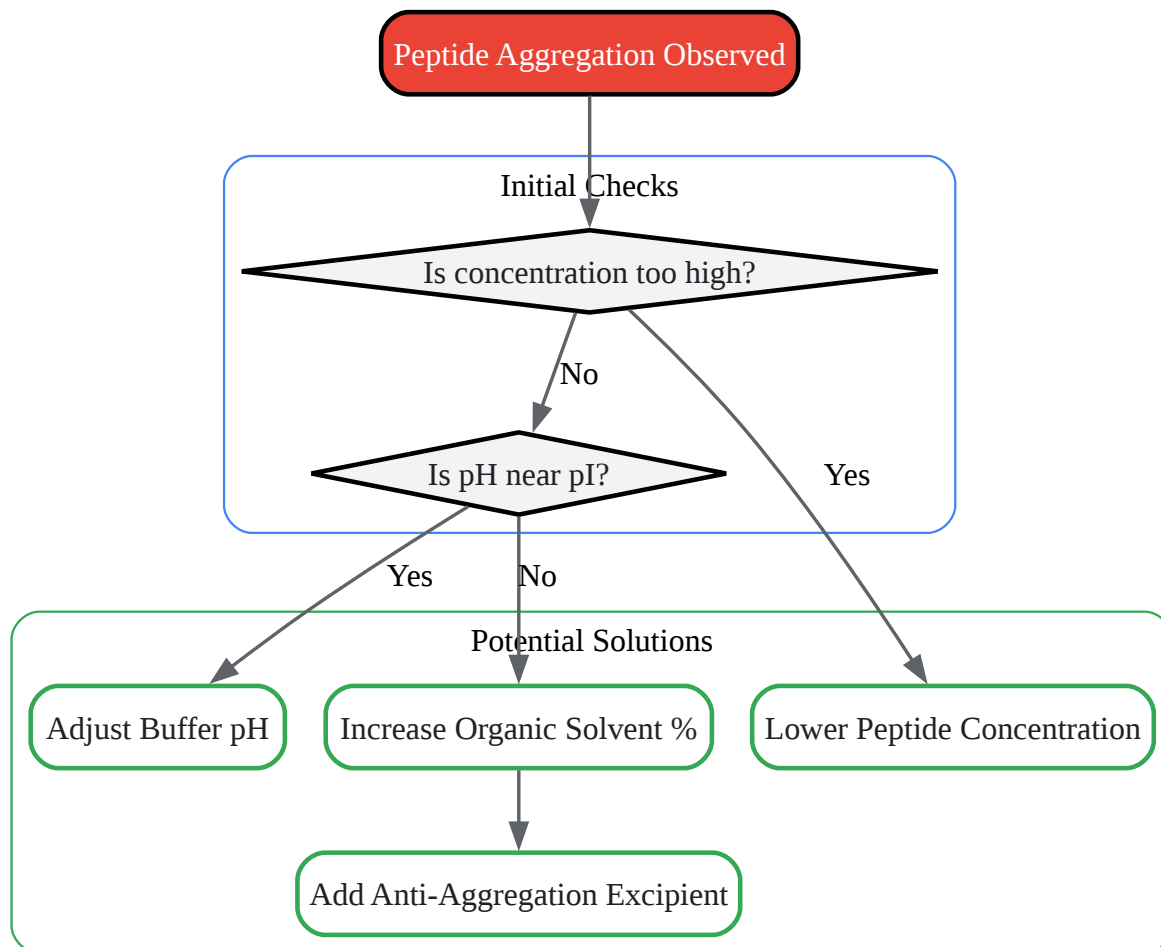 Peptide Aggregation Observed
Initial Checks
Is concentration too high?
No
Is pH near pI?
Yes
Yes
No
Potential Solutions
Adjust Buffer pH
Increase Organic Solvent %
Lower Peptide Concentration
Add Anti-Aggregation Excipient